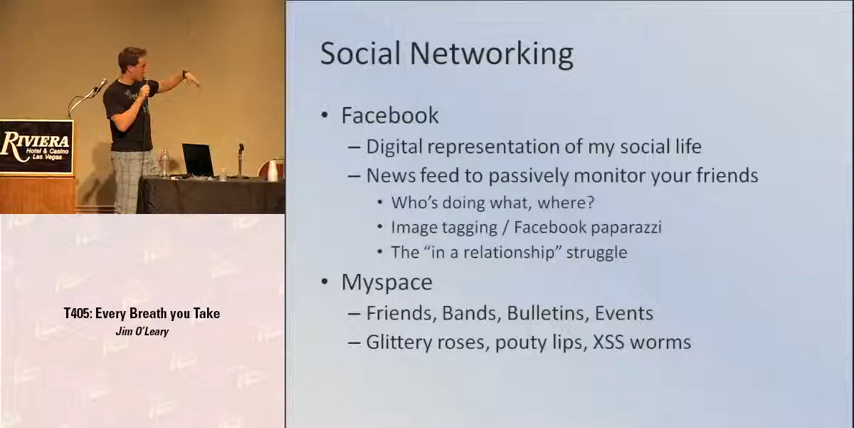 RIVIERA
Hotel & Casino
Las Vegas
T405: Every Breath you Take
Jim O'Leary
Social Networking
• Facebook
– Digital representation of my social life
– News feed to passively monitor your friends
• Who's doing what, where?
• Image tagging / Facebook paparazzi
• The “in a relationship” struggle
• Myspace
– Friends, Bands, Bulletins, Events
– Glittery roses, pouty lips, XSS worms